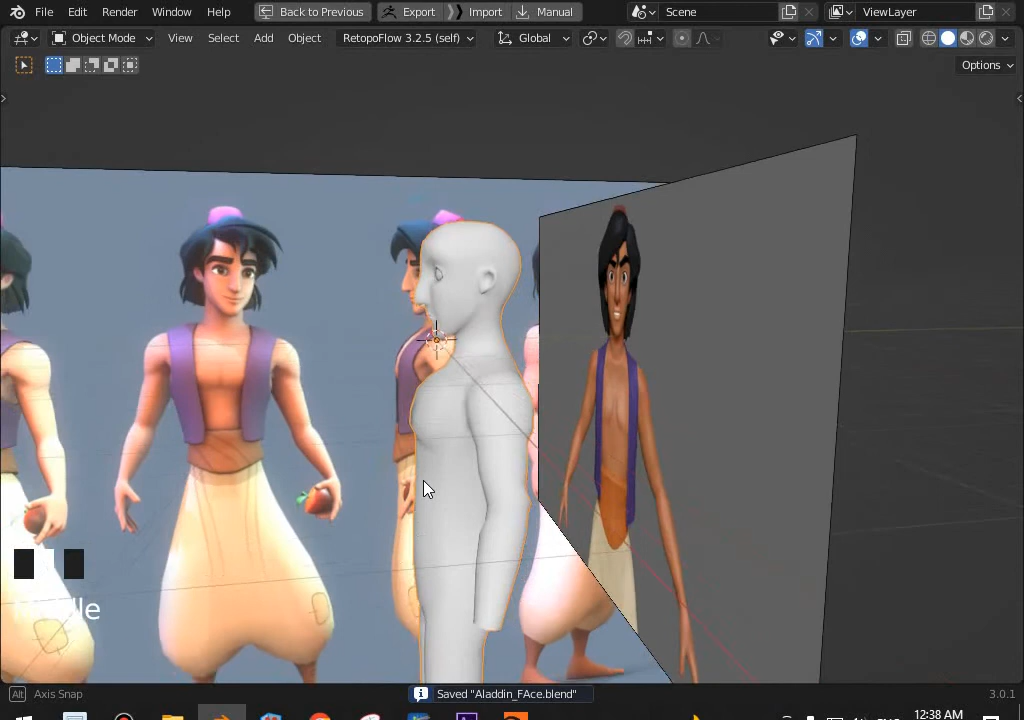 File Edit Render Window Help Back to Previous Export Import Manual Scene ViewLayer
Object Mode View Select Add Object RetopoFlow 3.2.5 (self) Global
Options
Alt Axis Snap Saved "Aladdin_FAce.blend" 3.0.1
12:38 AM